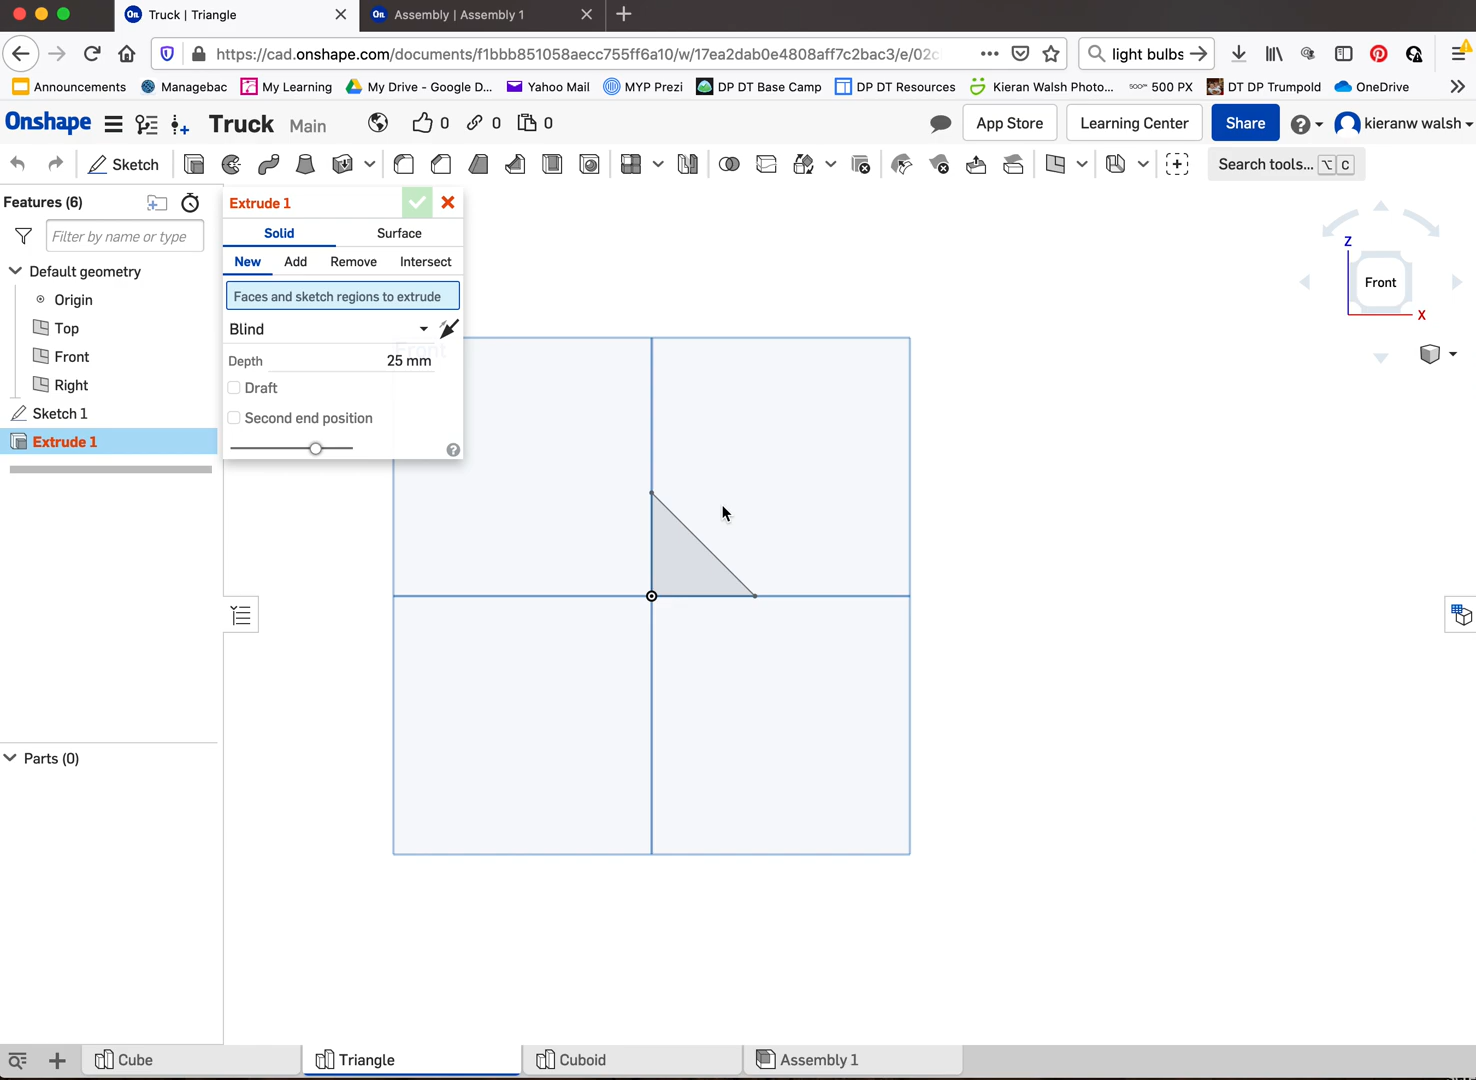 Truck | Triangle
Assembly | Assembly 1
https://cad.onshape.com/documents/f1bbb851058aecc755ff6a10/w/17ea2dab0e4808aff7c2bac3/e/02c
light bulbs
Announcements
Managebac
My Learning
My Drive - Google D...
Yahoo Mail
MYP Prezi
DP DT Base Camp
DP DT Resources
Kieran Walsh Photo...
500 PX
DT DP Trumpold
OneDrive
Onshape
Truck Main
0
0
0
App Store
Learning Center
Share
kieranw walsh
Sketch
Search tools... ⌥ C
Features (6)
Filter by name or type
Default geometry
Origin
Top
Front
Right
Sketch 1
Extrude 1
Parts (0)
Extrude 1
Solid
Surface
New
Add
Remove
Intersect
Faces and sketch regions to extrude
Blind
Front
Depth
25 mm
Draft
Second end position
Z
Front
X
Cube
Triangle
Cuboid
Assembly 1